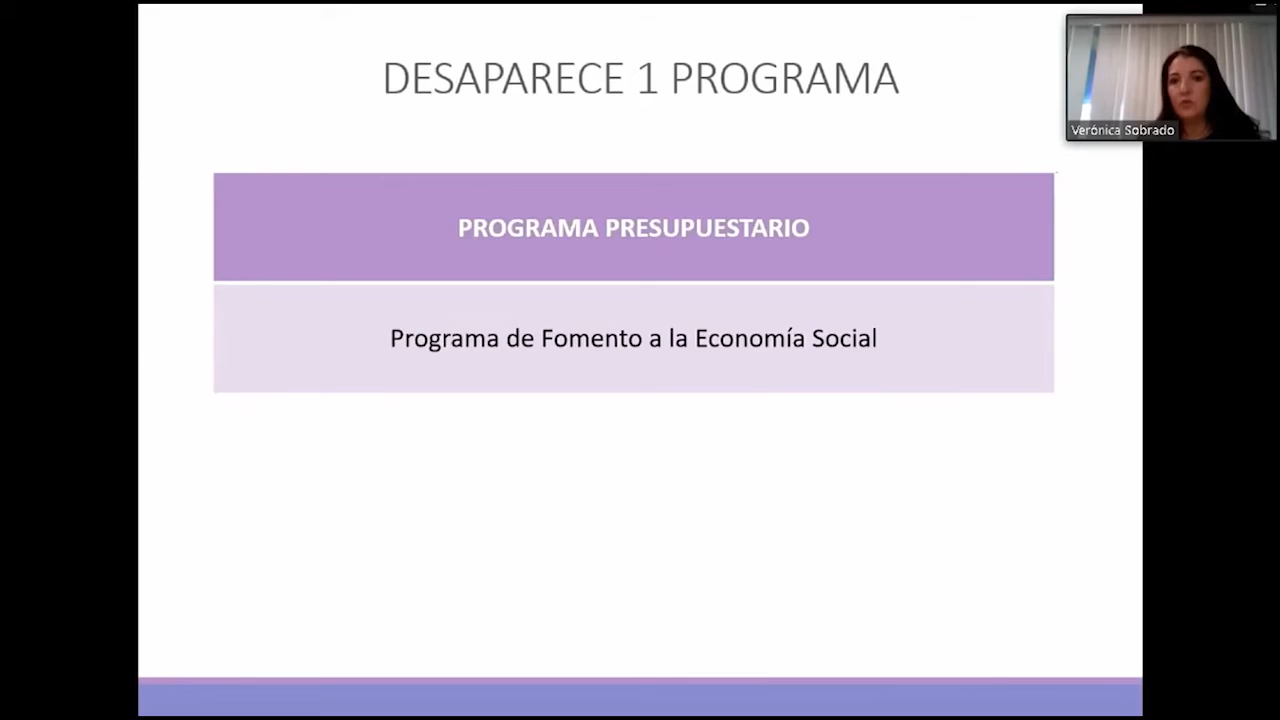 DESAPARECE 1 PROGRAMA
Verónica Sobrado
PROGRAMA PRESUPUESTARIO
Programa de Fomento a la Economía Social